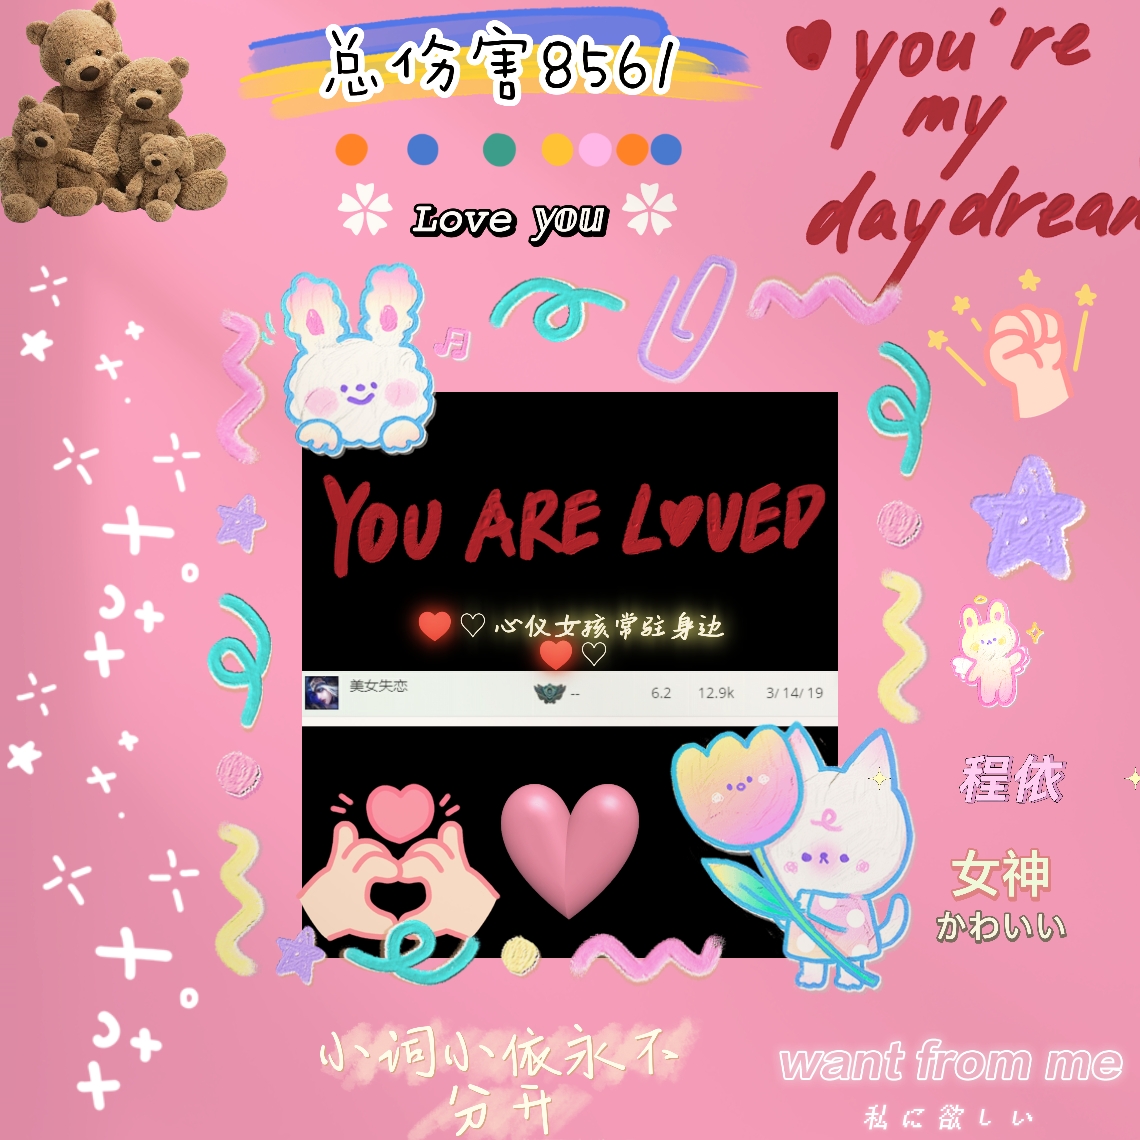 总份害8561
you're
my
daydream
Love you
YOU ARE LOVED
♡心仪女孩常驻身边
♡
美女失恋 -- 6.2 12.9k 3/ 14/ 19
程依
女神
かわいい
小词小依永不
分开
want from me
私に欲しい